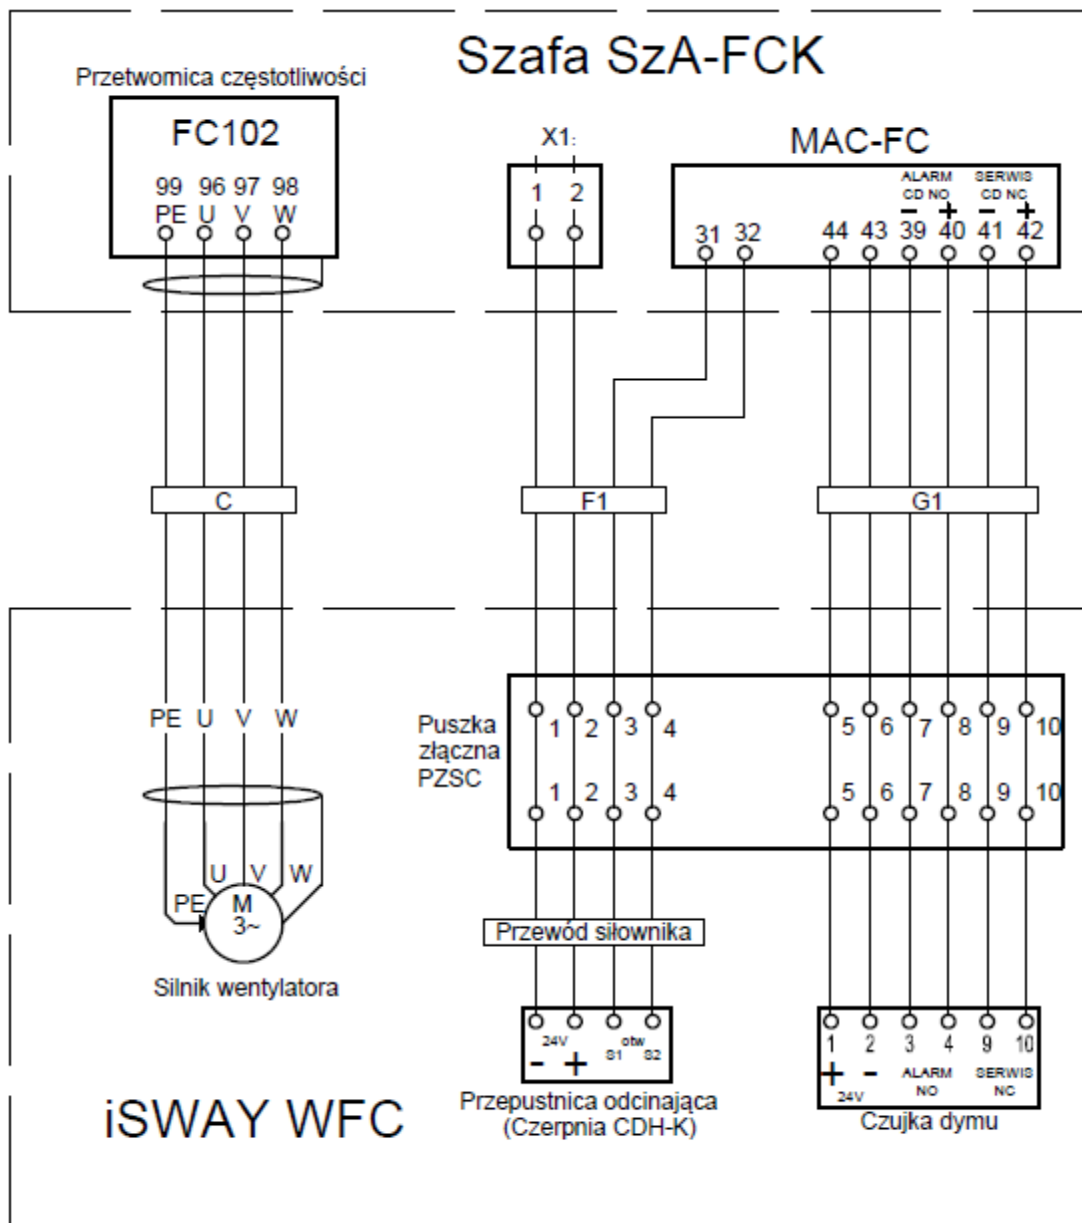 Szafa SzA-FCK
Przetwornica częstotliwości
FC102
99 96 97 98
PE U V W
X1:
1 2
MAC-FC
ALARM SERWIS
CD NO CD NC
- + - +
31 32 44 43 39 40 41 42
C
F1
G1
PE U V W
Puszka
złączna
PZSC
1 2 3 4 5 6 7 8 9 10
1 2 3 4 5 6 7 8 9 10
U V W
PE M
3~
Silnik wentylatora
Przewód siłownika
24V otw
- + S1 S2
Przepustnica odcinająca
(Czerpnia CDH-K)
1 2 3 4 9 10
+ - ALARM SERWIS
24V NO NC
Czujka dymu
iSWAY WFC